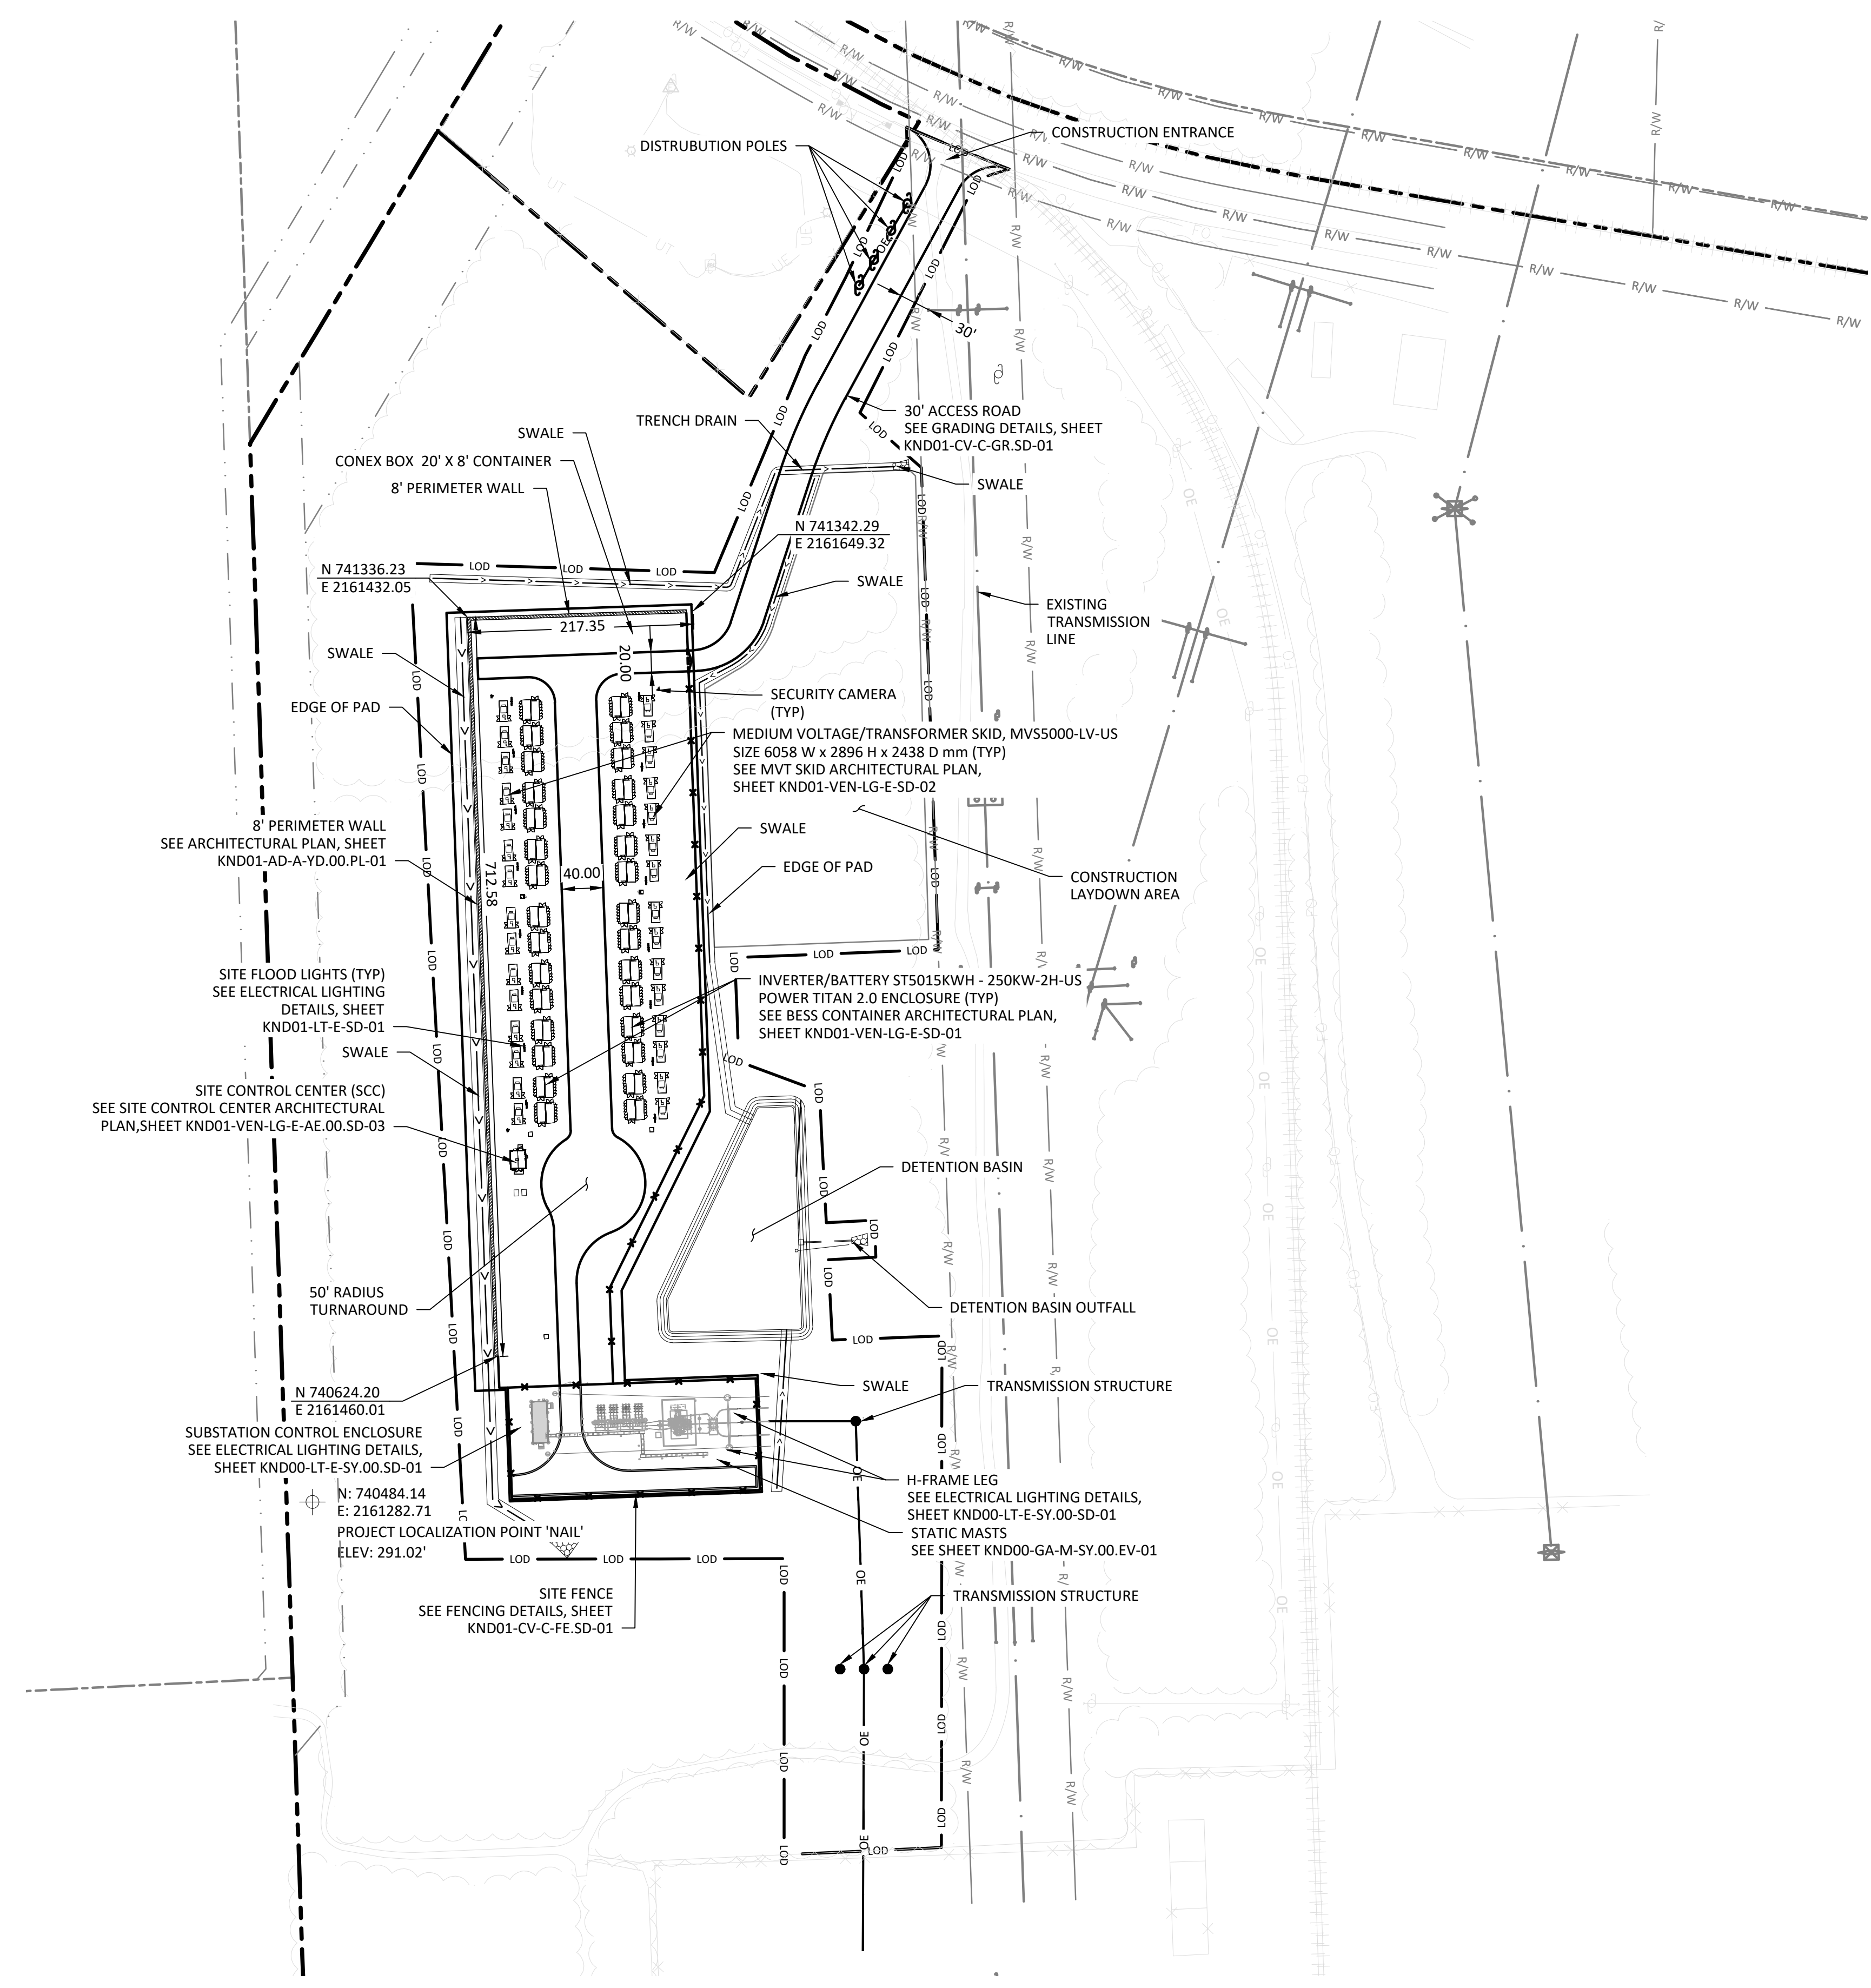 CONSTRUCTION ENTRANCE
DISTRUBUTION POLES
30'
30' ACCESS ROAD
SEE GRADING DETAILS, SHEET
KND01-CV-C-GR.SD-01
TRENCH DRAIN
SWALE
CONEX BOX 20' X 8' CONTAINER
8' PERIMETER WALL
SWALE
N 741342.29
E 2161649.32
N 741336.23
E 2161432.05
SWALE
EXISTING
TRANSMISSION
LINE
217.35
20.00
SWALE
EDGE OF PAD
SECURITY CAMERA
(TYP)
MEDIUM VOLTAGE/TRANSFORMER SKID, MVS5000-LV-US
SIZE 6058 W x 2896 H x 2438 D mm (TYP)
SEE MVT SKID ARCHITECTURAL PLAN,
SHEET KND01-VEN-LG-E-SD-02
8' PERIMETER WALL
SEE ARCHITECTURAL PLAN, SHEET
KND01-AD-A-YD.00.PL-01
712.58
40.00
SWALE
EDGE OF PAD
CONSTRUCTION
LAYDOWN AREA
SITE FLOOD LIGHTS (TYP)
SEE ELECTRICAL LIGHTING
DETAILS, SHEET
KND01-LT-E-SD-01
INVERTER/BATTERY ST5015KWH - 250KW-2H-US
POWER TITAN 2.0 ENCLOSURE (TYP)
SEE BESS CONTAINER ARCHITECTURAL PLAN,
SHEET KND01-VEN-LG-E-SD-01
SWALE
SITE CONTROL CENTER (SCC)
SEE SITE CONTROL CENTER ARCHITECTURAL
PLAN,SHEET KND01-VEN-LG-E-AE.00.SD-03
DETENTION BASIN
50' RADIUS
TURNAROUND
DETENTION BASIN OUTFALL
N 740624.20
E 2161460.01
SWALE
TRANSMISSION STRUCTURE
SUBSTATION CONTROL ENCLOSURE
SEE ELECTRICAL LIGHTING DETAILS,
SHEET KND00-LT-E-SY.00.SD-01
H-FRAME LEG
SEE ELECTRICAL LIGHTING DETAILS,
SHEET KND00-LT-E-SY.00-SD-01
N: 740484.14
E: 2161282.71
PROJECT LOCALIZATION POINT 'NAIL'
ELEV: 291.02'
STATIC MASTS
SEE SHEET KND00-GA-M-SY.00.EV-01
SITE FENCE
SEE FENCING DETAILS, SHEET
KND01-CV-C-FE.SD-01
TRANSMISSION STRUCTURE
LOD
R/W
OE
UT
UE
FO